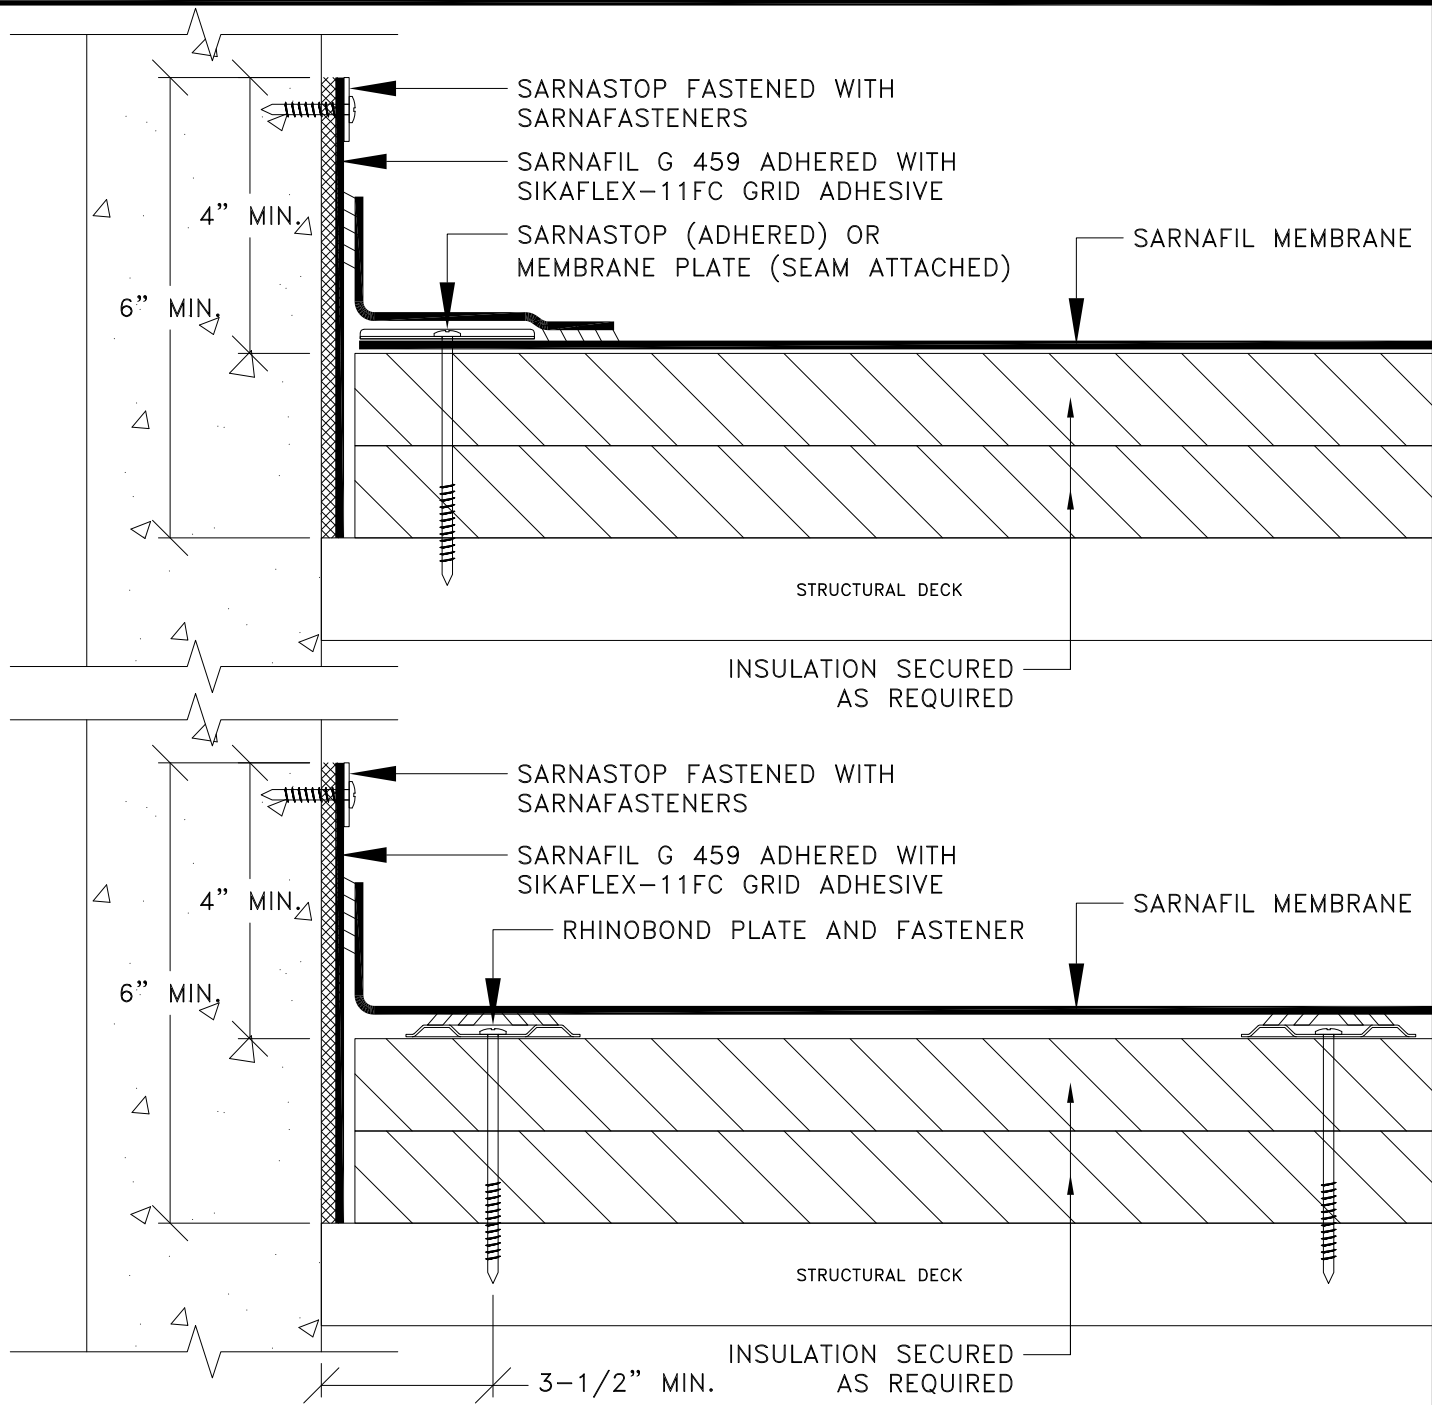 SARNASTOP FASTENED WITH
SARNAFASTENERS
SARNAFIL G 459 ADHERED WITH
SIKAFLEX-11FC GRID ADHESIVE
4" MIN.
SARNASTOP (ADHERED) OR
MEMBRANE PLATE (SEAM ATTACHED)
SARNAFIL MEMBRANE
6" MIN.
STRUCTURAL DECK
INSULATION SECURED
AS REQUIRED
SARNASTOP FASTENED WITH
SARNAFASTENERS
SARNAFIL G 459 ADHERED WITH
SIKAFLEX-11FC GRID ADHESIVE
4" MIN.
RHINOBOND PLATE AND FASTENER
SARNAFIL MEMBRANE
6" MIN.
STRUCTURAL DECK
INSULATION SECURED
AS REQUIRED
3-1/2" MIN.